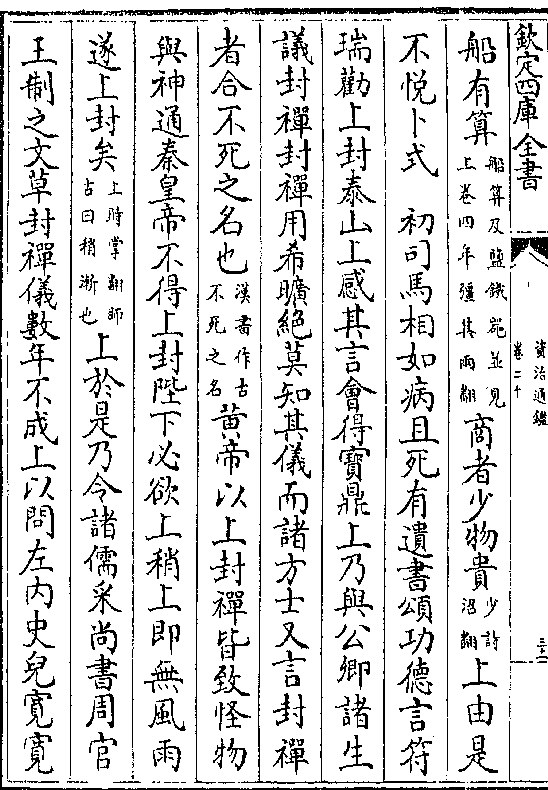 欽定四庫全書
資治通鑑
卷二十
三二
船有算船算及鹽鐵器並見上卷四年彊其兩翻商者少物貴少詩沼翻上由是
不悅卜式　初司馬相如病且死有遺書頌功德言符
瑞勸上封泰山上感其言會得寶鼎上乃與公卿諸生
議封禪封禪用希曠絕莫知其儀而諸方士又言封禪
者合不死之名也漢書作古不死之名黃帝以上封禪皆致怪物
與神通秦皇帝不得上封陛下必欲上稍上即無風雨
遂上封矣上時掌翻師古曰稍漸也上於是乃令諸儒采尚書周官
王制之文草封禪儀數年不成上以問左內史兒寬寬